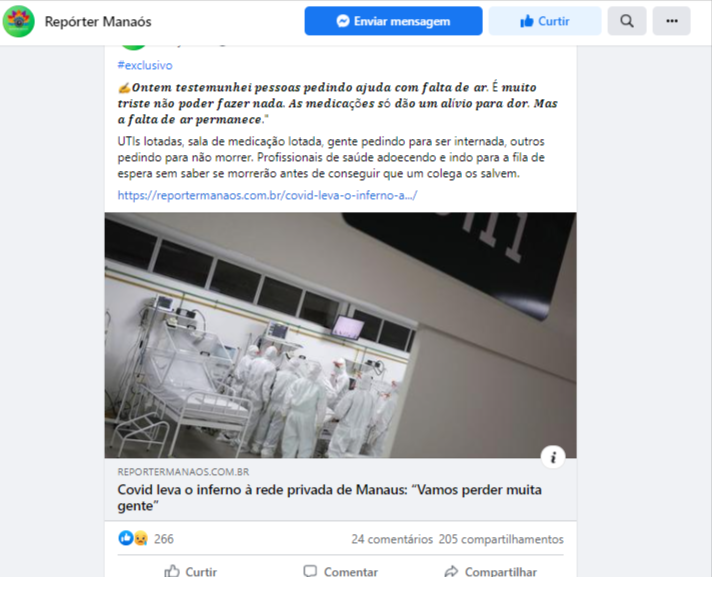 Repórter Manaós
Enviar mensagem
Curtir
#exclusivo
✍Ontem testemunhei pessoas pedindo ajuda com falta de ar. É muito
triste não poder fazer nada. As medicações só dão um alívio para dor. Mas
a falta de ar permanece."
UTIs lotadas, sala de medicação lotada, gente pedindo para ser internada, outros
pedindo para não morrer. Profissionais de saúde adoecendo e indo para a fila de
espera sem saber se morrerão antes de conseguir que um colega os salvem.
https://reportermanaos.com.br/covid-leva-o-inferno-a.../
REPORTERMANAOS.COM.BR
Covid leva o inferno à rede privada de Manaus: “Vamos perder muita
gente”
266
24 comentários 205 compartilhamentos
Curtir
Comentar
Compartilhar